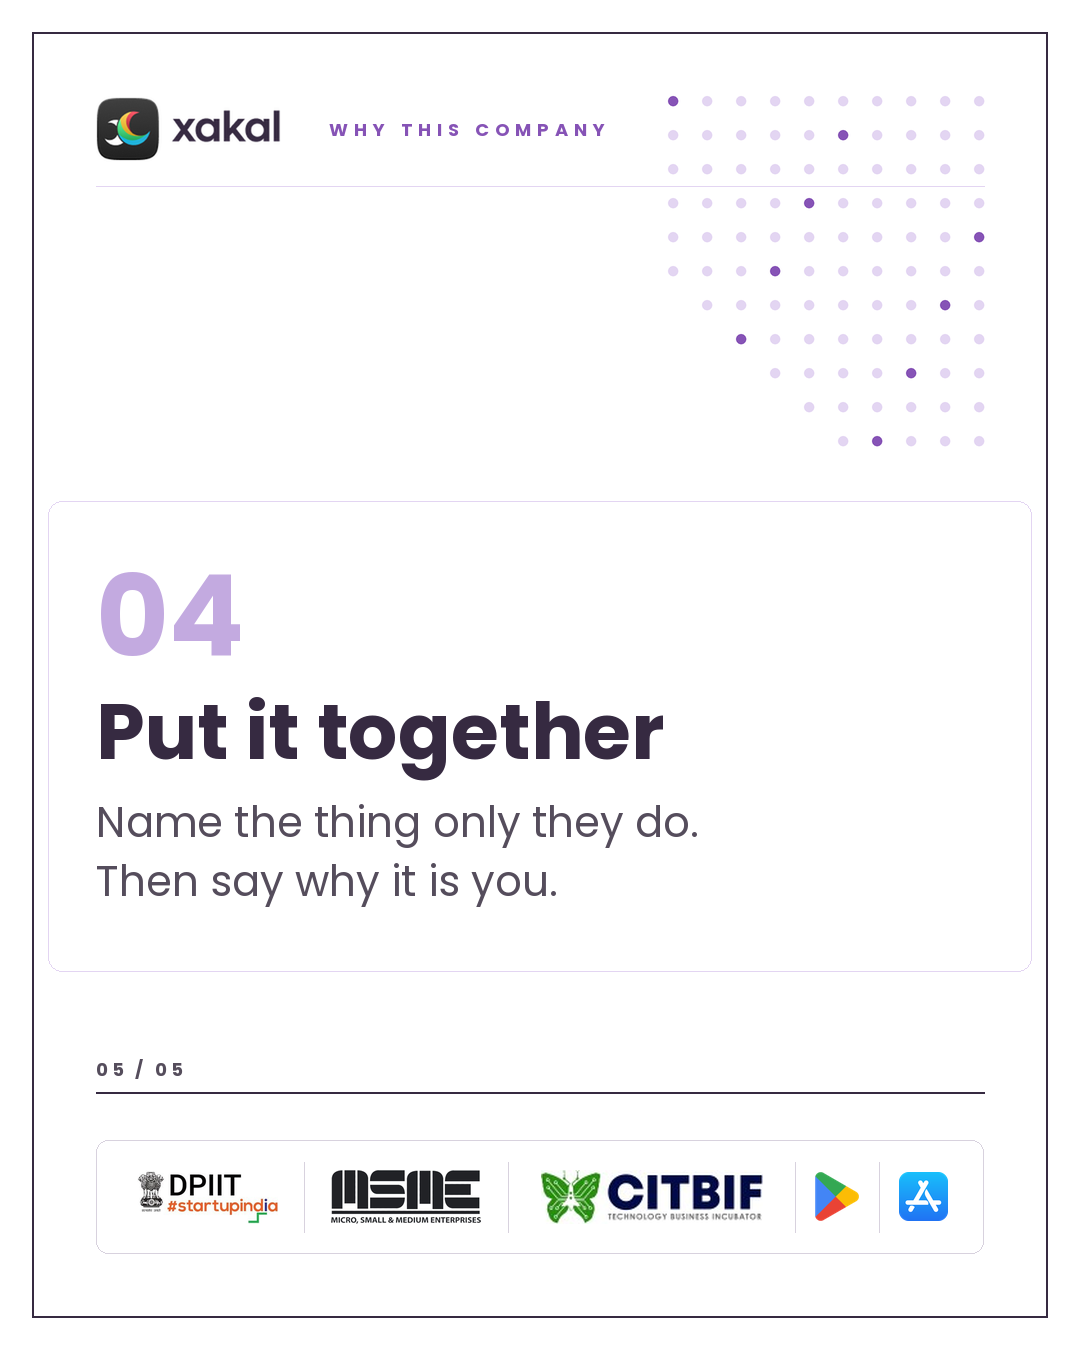 xakal
WHY THIS COMPANY
04
Put it together
Name the thing only they do.
Then say why it is you.
05 / 05
DPIIT
#startupindia
MSME
MICRO, SMALL & MEDIUM ENTERPRISES
CITBIF
TECHNOLOGY BUSINESS INCUBATOR